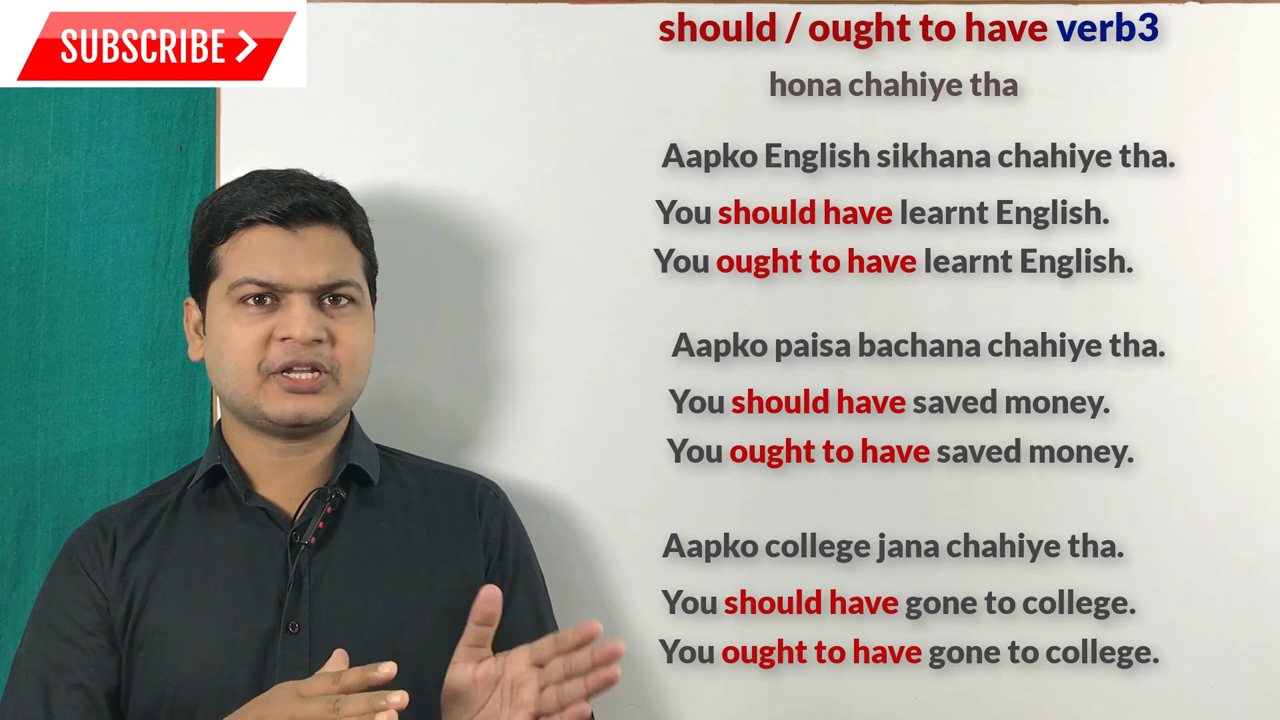 SUBSCRIBE
should / ought to have verb3
hona chahiye tha
Aapko English sikhana chahiye tha.
You should have learnt English.
You ought to have learnt English.
Aapko paisa bachana chahiye tha.
You should have saved money.
You ought to have saved money.
Aapko college jana chahiye tha.
You should have gone to college.
You ought to have gone to college.